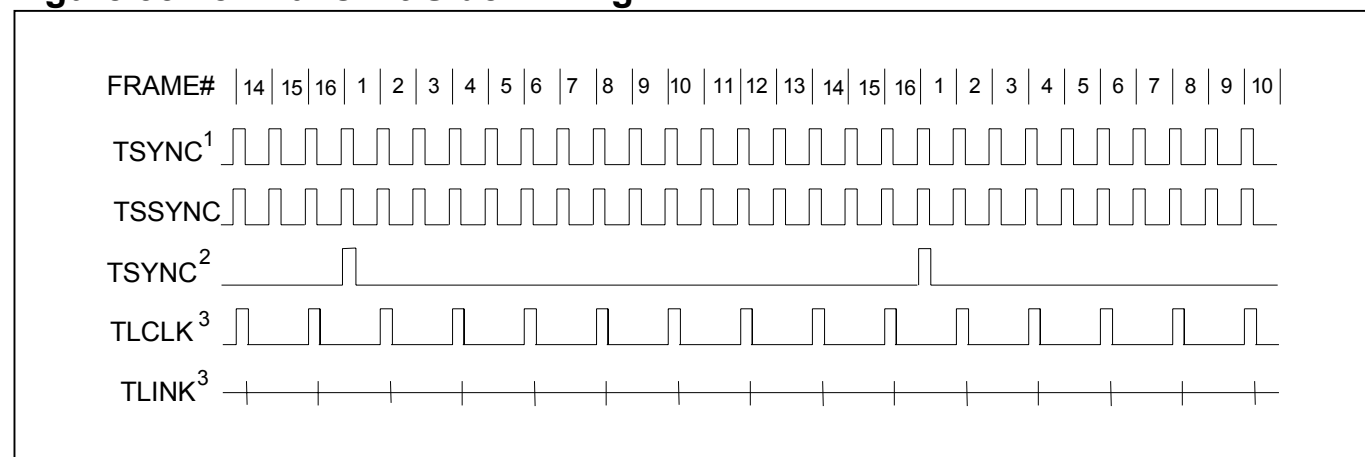 FRAME# 14 15 16 1 2 3 4 5 6 7 8 9 10 11 12 13 14 15 16 1 2 3 4 5 6 7 8 9 10
TSYNC1
TSSYNC
TSYNC2
TLCLK3
TLINK3